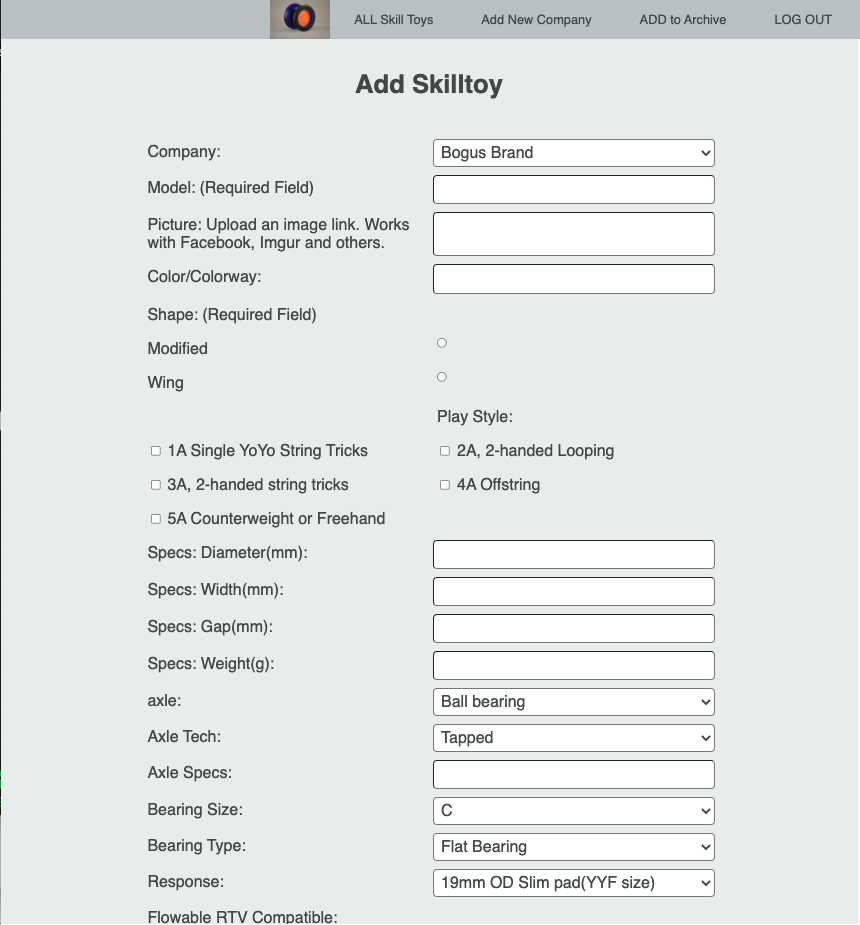 ALL Skill Toys Add New Company ADD to Archive LOG OUT
Add Skilltoy
Company: Bogus Brand
Model: (Required Field)
Picture: Upload an image link. Works
with Facebook, Imgur and others.
Color/Colorway:
Shape: (Required Field)
Modified
Wing
Play Style:
1A Single YoYo String Tricks 2A, 2-handed Looping
3A, 2-handed string tricks 4A Offstring
5A Counterweight or Freehand
Specs: Diameter(mm):
Specs: Width(mm):
Specs: Gap(mm):
Specs: Weight(g):
axle: Ball bearing
Axle Tech: Tapped
Axle Specs:
Bearing Size: C
Bearing Type: Flat Bearing
Response: 19mm OD Slim pad(YYF size)
Flowable RTV Compatible: